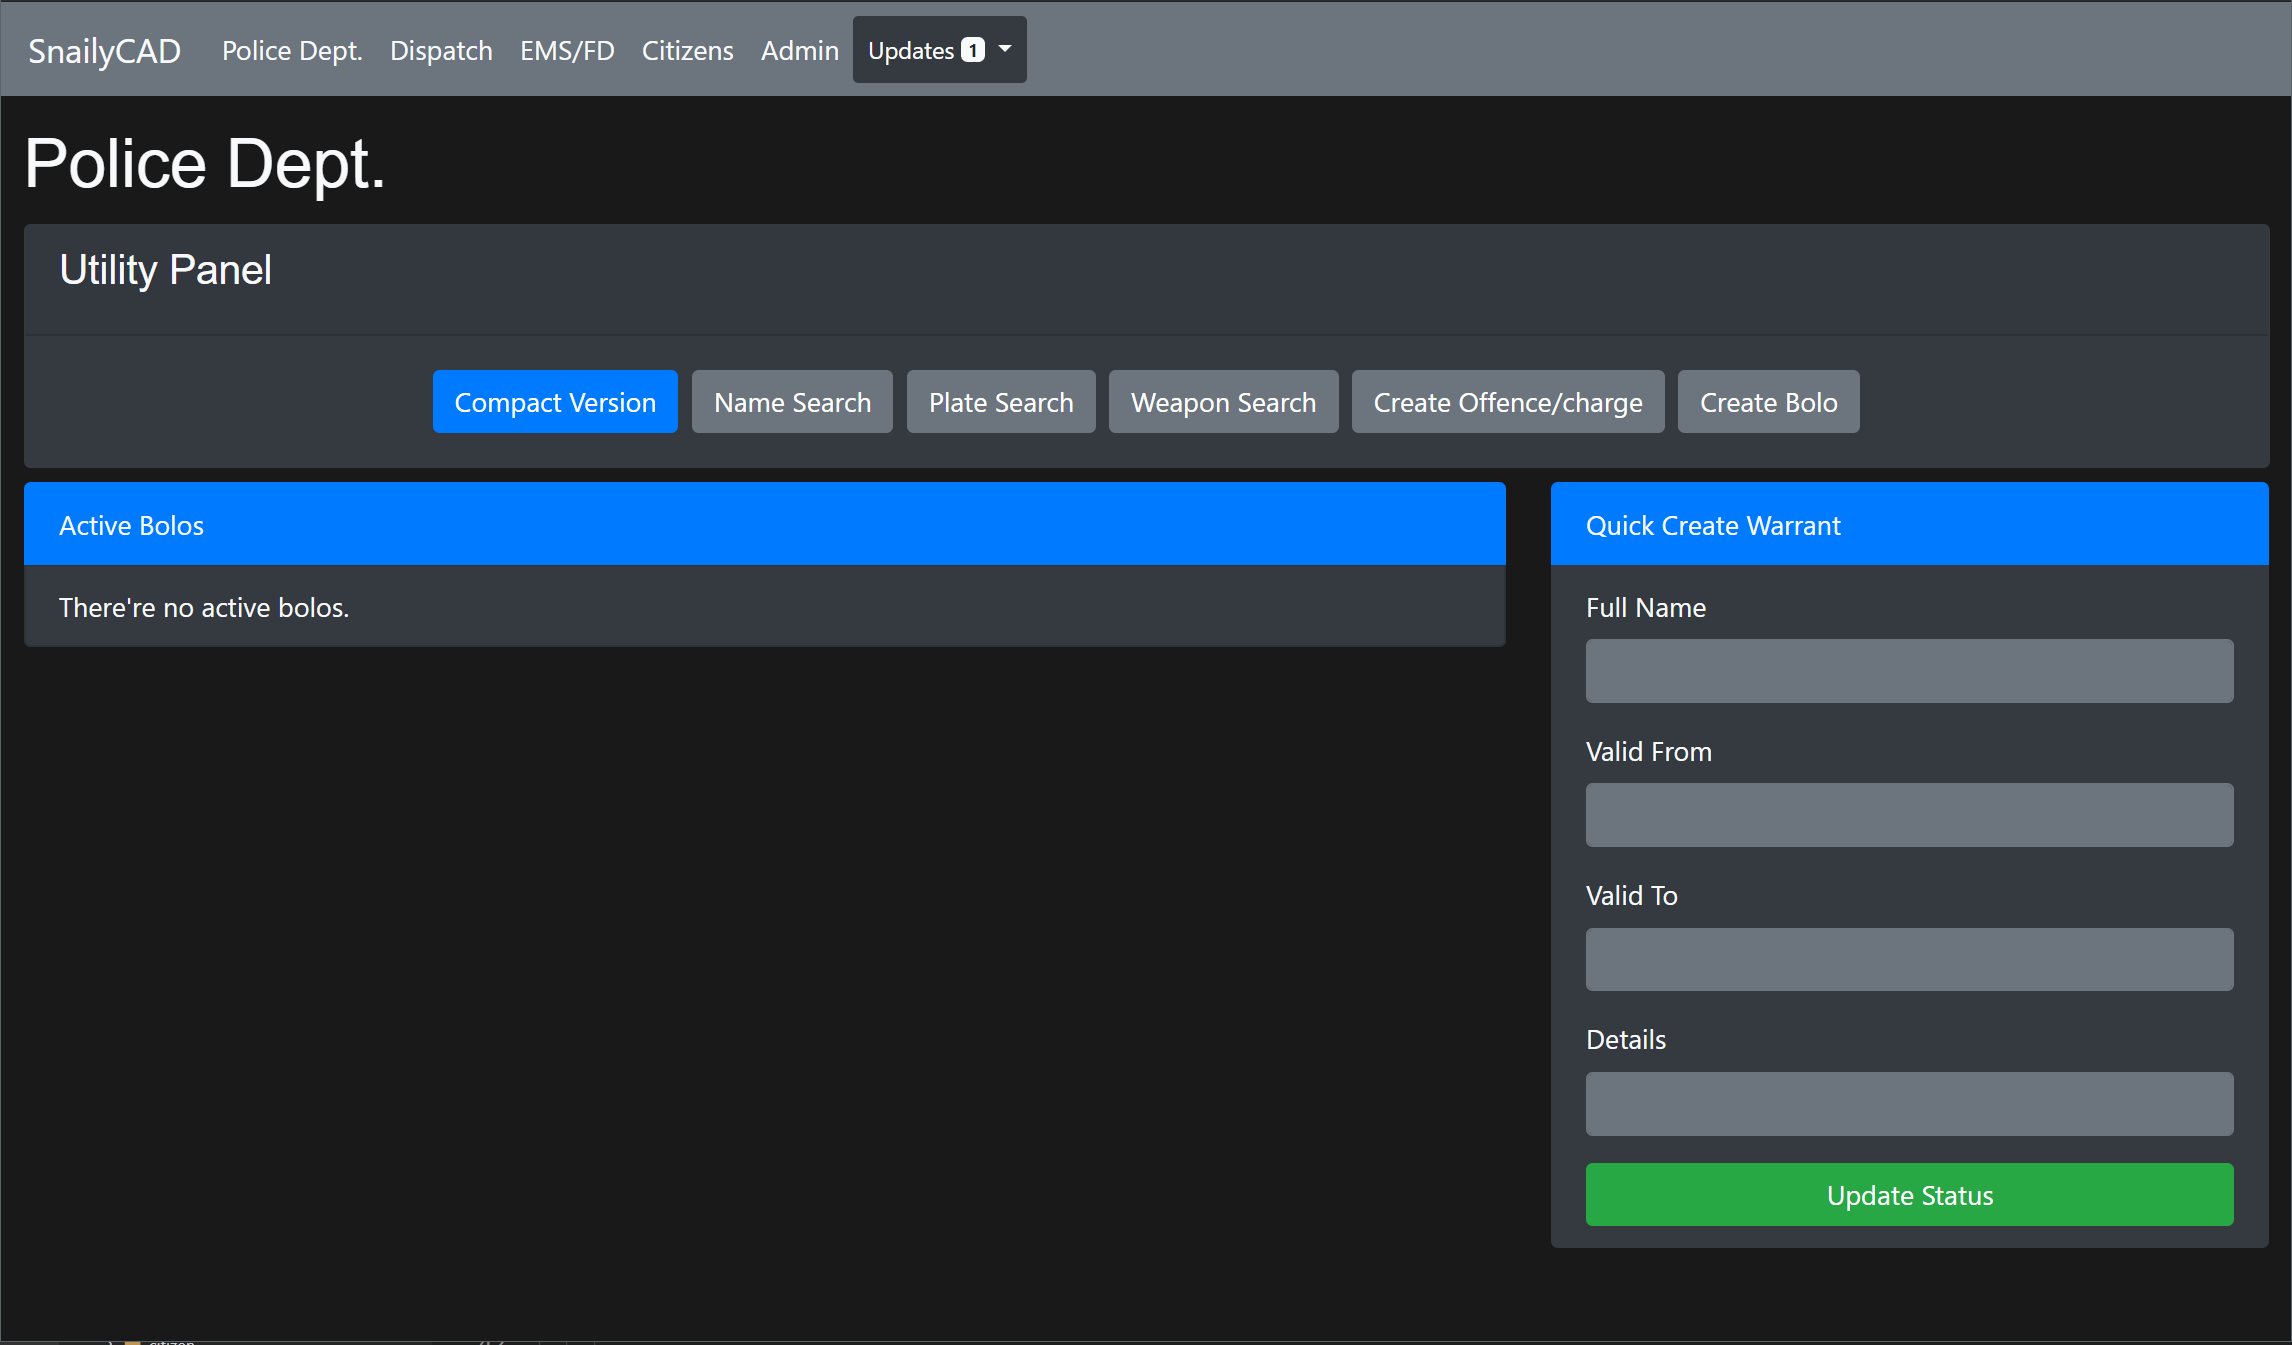 SnailyCAD Police Dept. Dispatch EMS/FD Citizens Admin Updates 1
Police Dept.
Utility Panel
Compact Version Name Search Plate Search Weapon Search Create Offence/charge Create Bolo
Active Bolos
There're no active bolos.
Quick Create Warrant
Full Name
Valid From
Valid To
Details
Update Status
citizen